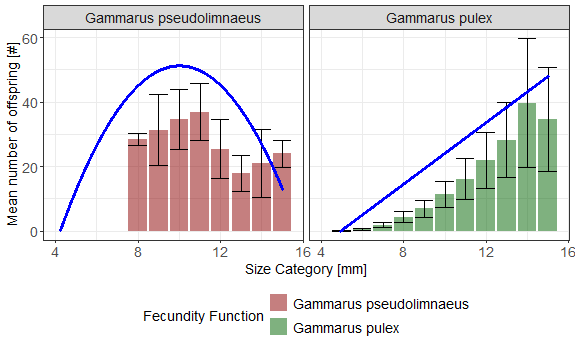 Gammarus pseudolimnaeus Gammarus pulex
Mean number of offspring [#]
60
40
20
0
4 8 12 16 4 8 12 16
Size Category [mm]
Fecundity Function
Gammarus pseudolimnaeus
Gammarus pulex